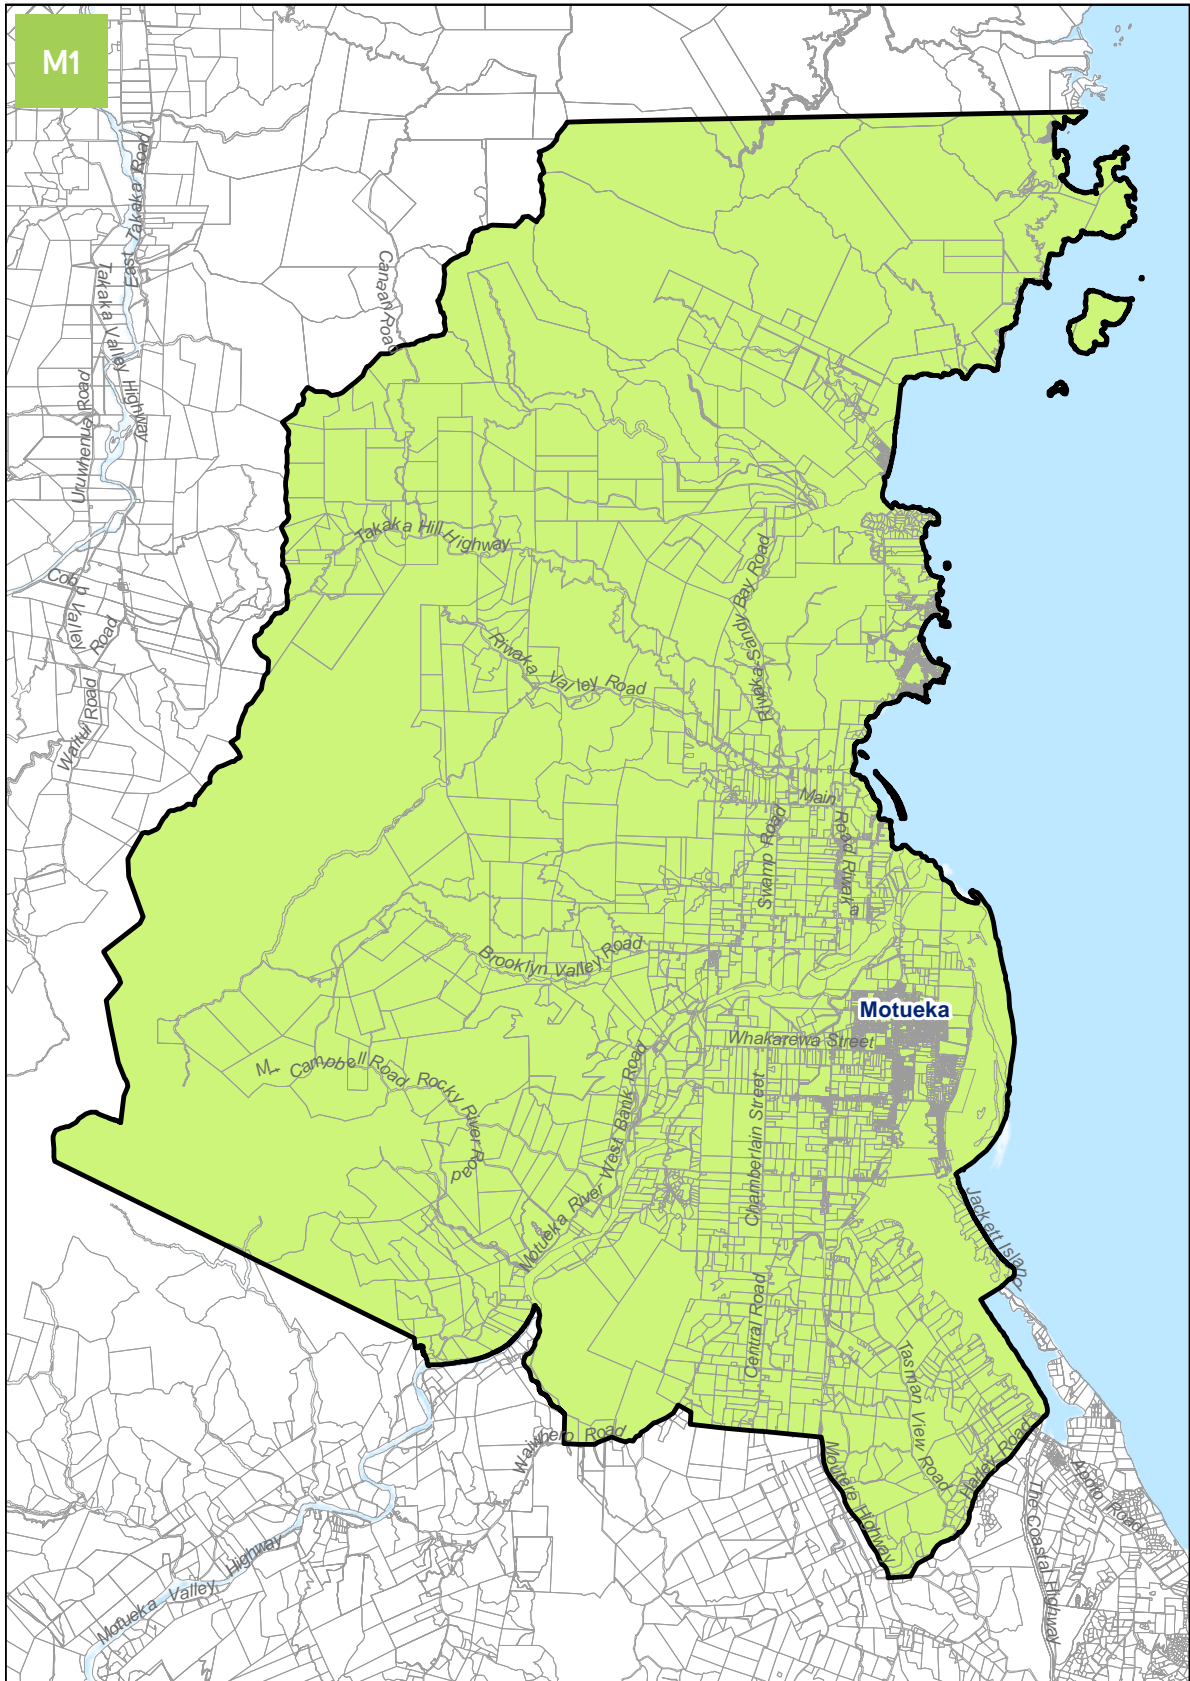 M1
East Takaka Road
Takaka Valley Highway
Canaan Road
Uruwhenua Road
Takaka Hill Highway
Cobb Valley Road
Riwaka-Sandy Bay Road
Riwaka Valley Road
Waitui Road
Main Road Riwaka
Swamp Road
Brooklyn Valley Road
Motueka
Whakarewa Street
M
Campbell Road
Rocky River Road
Motueka River West Bank Road
Chamberlain Street
Jackett Island
Central Road
Tasman View Road
Waiwhero Road
Moutere Highway
Harley Road
Apolo Road
The Coastal Highway
Motueka Valley Highway